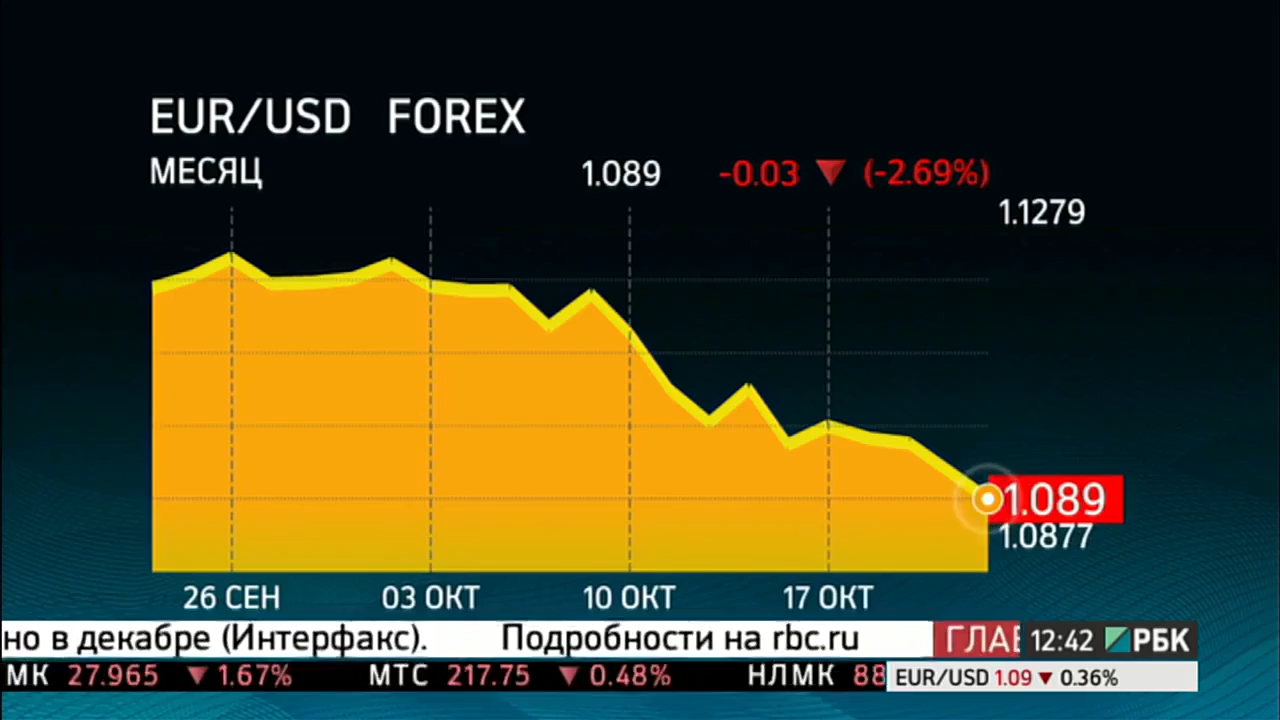 EUR/USD FOREX
МЕСЯЦ 1.089 -0.03 ▼ (-2.69%)
1.1279
1.089
1.0877
26 СЕН 03 ОКТ 10 ОКТ 17 ОКТ
но в декабре (Интерфакс). Подробности на rbc.ru ГЛАВ 12:42 РБК
МК 27.965 ▼ 1.67% МТС 217.75 ▼ 0.48% НЛМК 88 EUR/USD 1.09 ▼ 0.36%